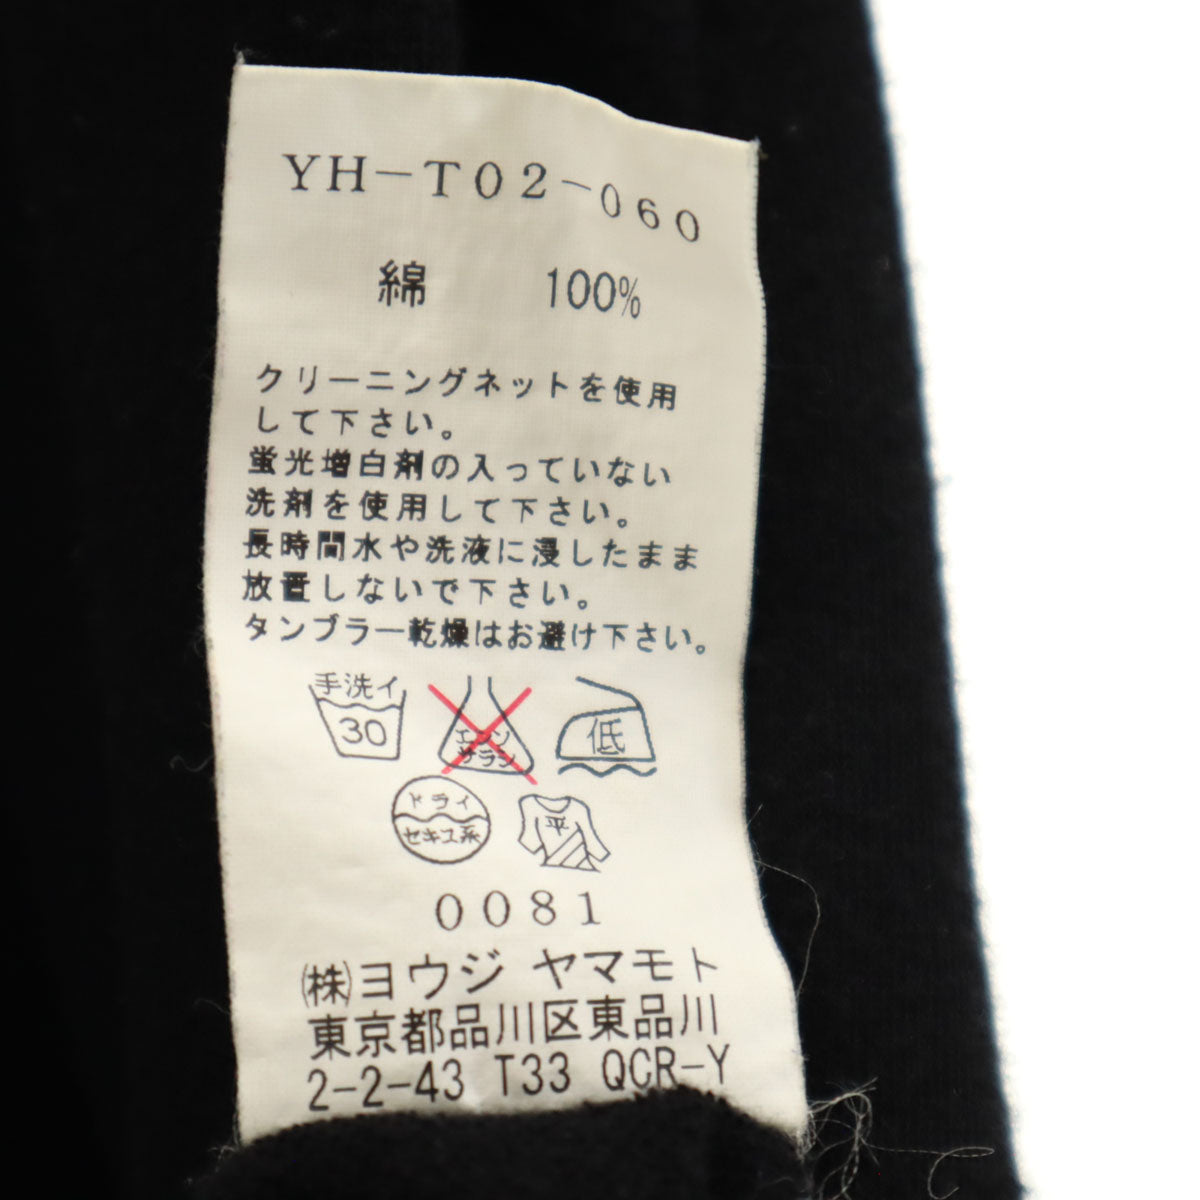 YH-T02-060
綿 100%
クリーニングネットを使用
して下さい。
蛍光増白剤の入っていない
洗剤を使用して下さい。
長時間水や洗液に浸したまま
放置しないで下さい。
タンブラー乾燥はお避け下さい。
手洗イ
30
エンソ
サラシ
低
ドライ
セキユ系
平
0081
㈱ヨウジ ヤマモト
東京都品川区東品川
2-2-43 T33 QCR-Y